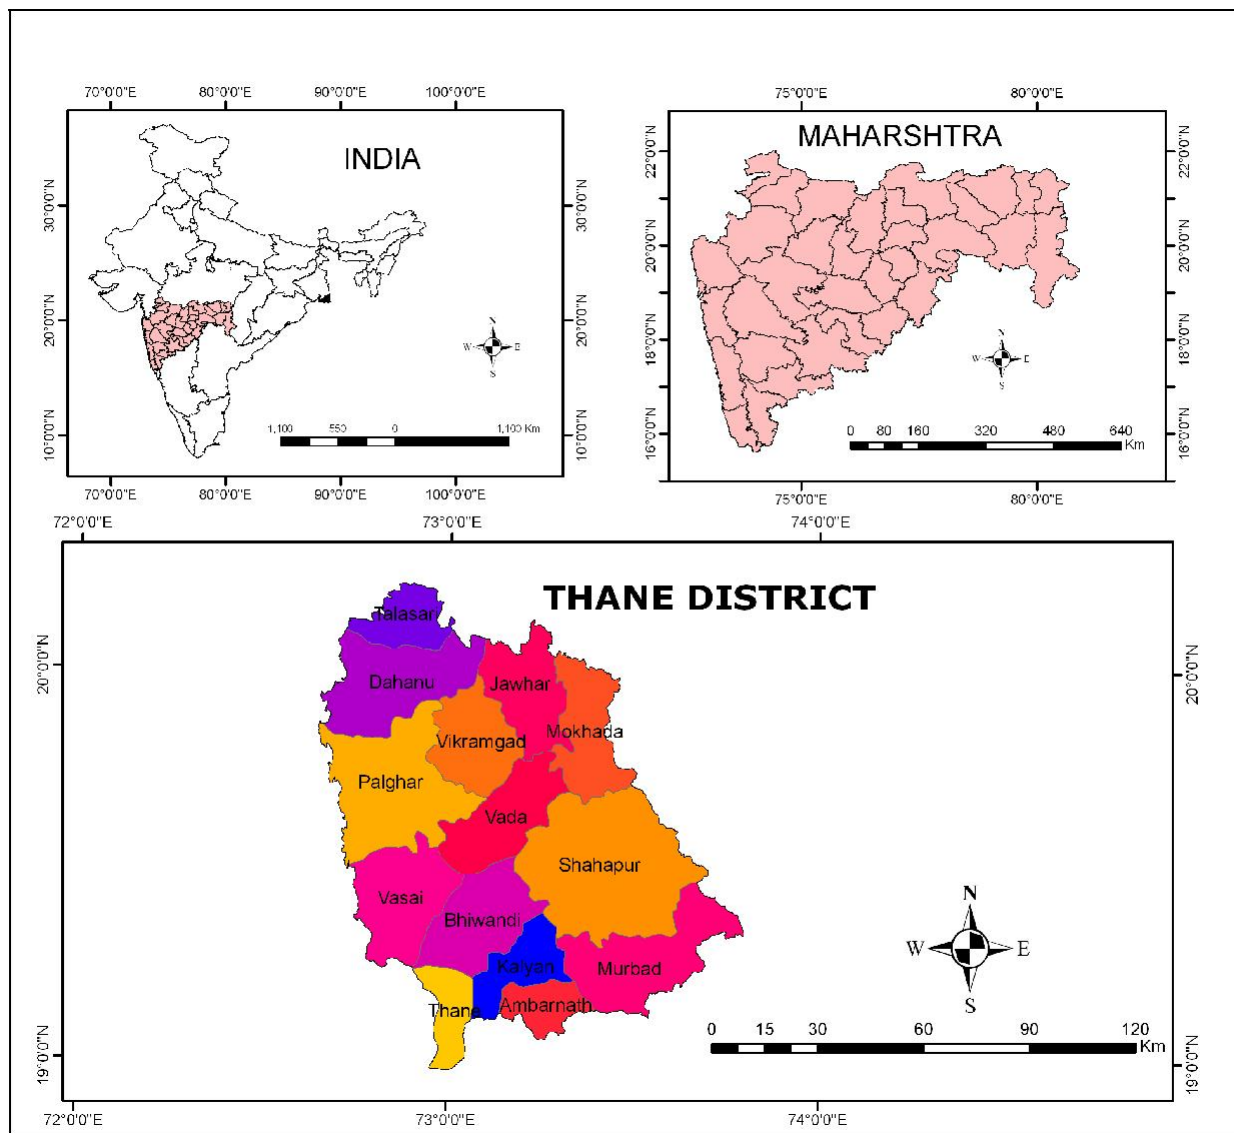 70°0'0"E 80°0'0"E 90°0'0"E 100°0'0"E
INDIA
30°0'0"N 30°0'0"N
20°0'0"N 20°0'0"N
10°0'0"N 10°0'0"N
N
W E
S
1,100 550 0 1,100 Km
70°0'0"E 80°0'0"E 90°0'0"E 100°0'0"E
75°0'0"E 80°0'0"E
MAHARSHTRA
22°0'0"N 22°0'0"N
20°0'0"N 20°0'0"N
18°0'0"N 18°0'0"N
16°0'0"N 16°0'0"N
N
W E
S
0 80 160 320 480 640
Km
75°0'0"E 80°0'0"E
72°0'0"E 73°0'0"E 74°0'0"E
THANE DISTRICT
Talasari
20°0'0"N 20°0'0"N
Dahanu
Jawhar
Mokhada
Vikramgad
Palghar
Vada
Shahapur
Vasai
Bhiwandi
Kalyan
Murbad
Thane
Ambarnath
N
W E
S
0 15 30 60 90 120
Km
19°0'0"N 19°0'0"N
72°0'0"E 73°0'0"E 74°0'0"E